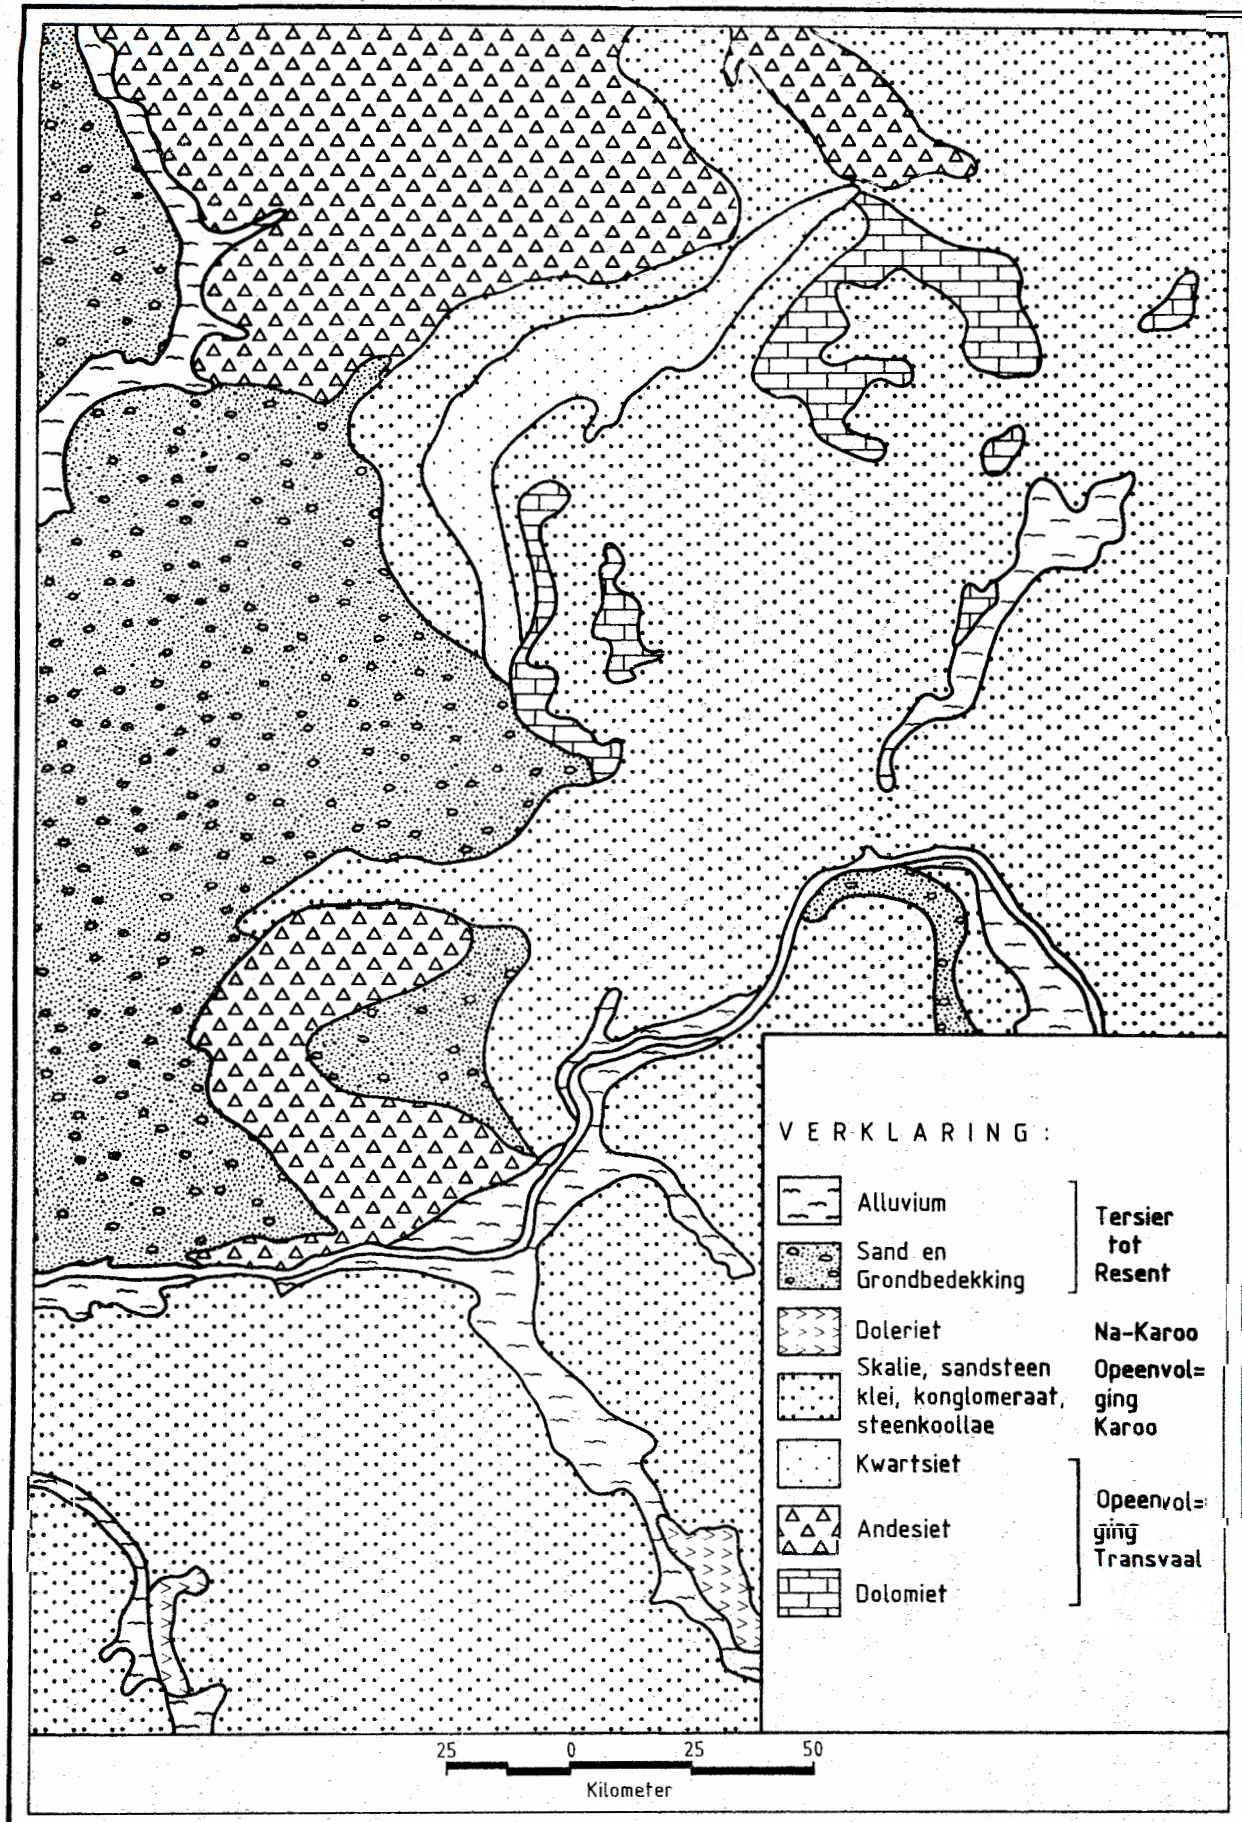 VERKLARING:
Alluvium
Sand en
Grondbedekking
Tersier
tot
Resent
Doleriet
Na-Karoo
Skalie, sandsteen
klei, konglomeraat,
steenkoollae
Opeenvol=
ging
Karoo
Kwartsiet
Andesiet
Dolomiet
Opeenvol=
ging
Transvaal
25 0 25 50
Kilometer